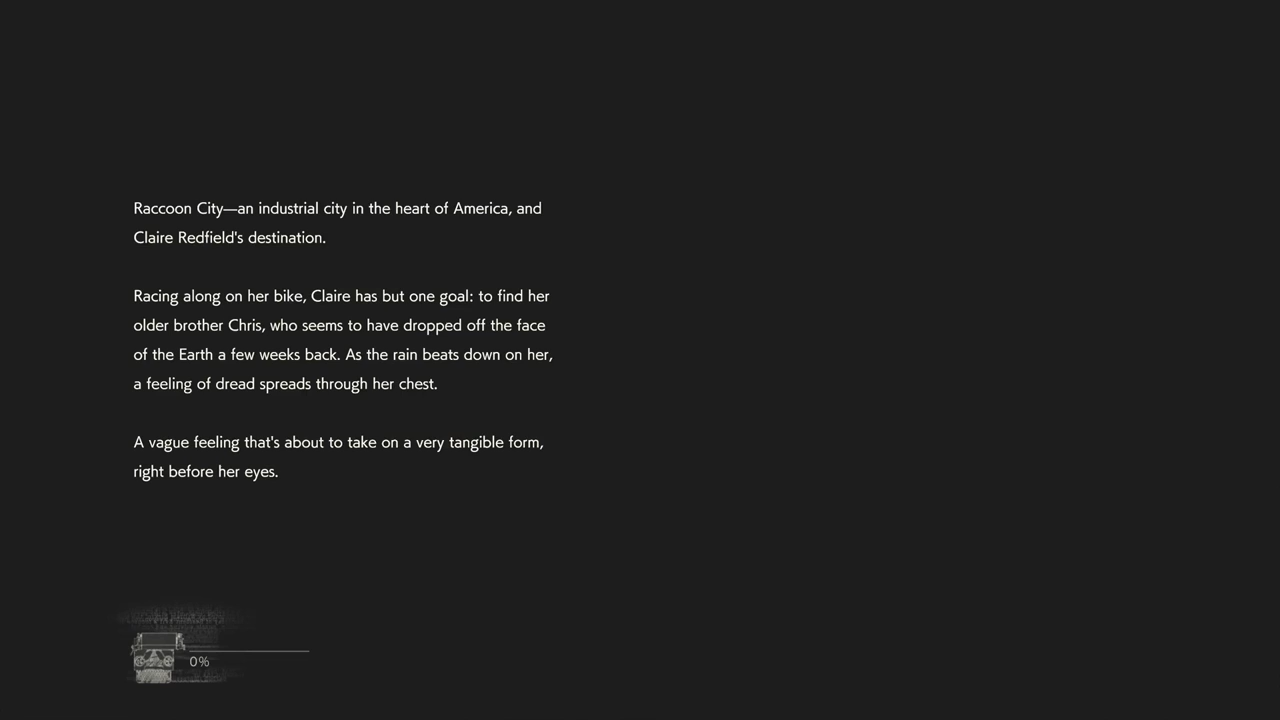 Raccoon City—an industrial city in the heart of America, and
Claire Redfield's destination.
Racing along on her bike, Claire has but one goal: to find her
older brother Chris, who seems to have dropped off the face
of the Earth a few weeks back. As the rain beats down on her,
a feeling of dread spreads through her chest.
A vague feeling that's about to take on a very tangible form,
right before her eyes.
0%